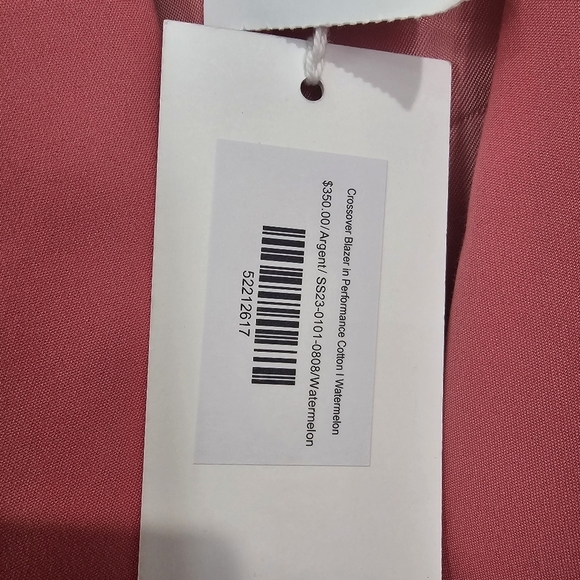 Crossover Blazer in Performance Cotton I Watermelon
$350.00/Argent/ SS23-0101-0808/Watermelon
52212617